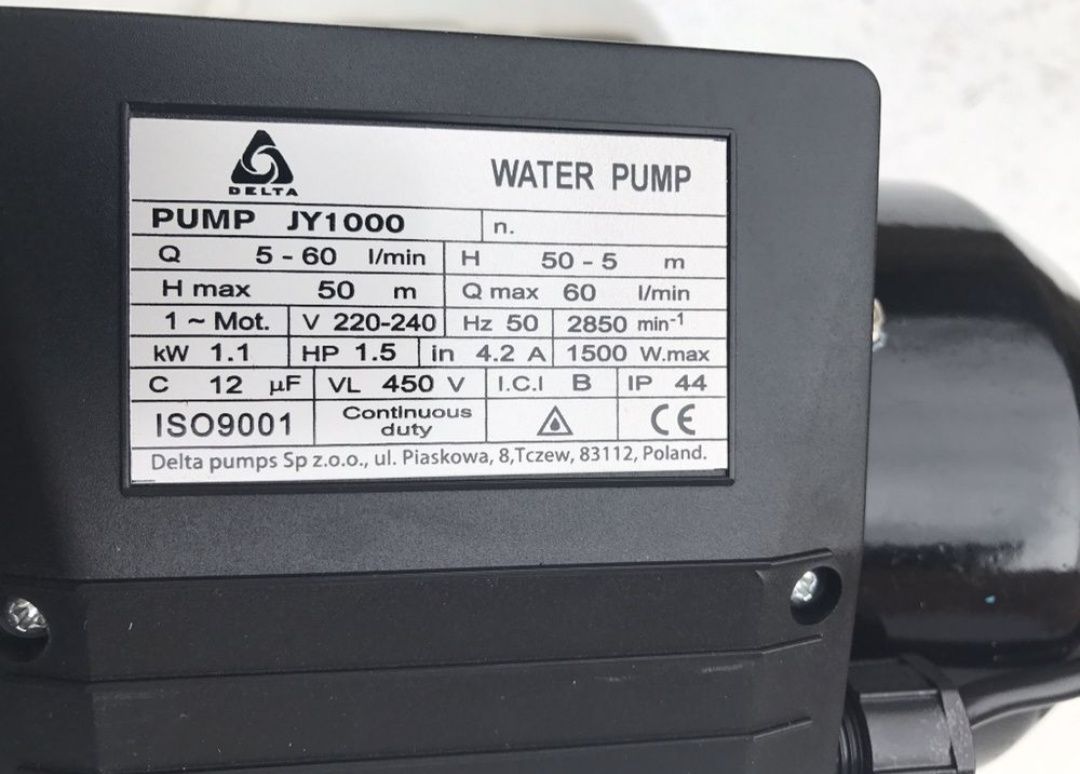 DELTA
WATER PUMP
PUMP JY1000 n.
Q 5 - 60 l/min H 50 - 5 m
H max 50 m Q max 60 l/min
1 ~ Mot. V 220-240 Hz 50 2850 min-1
kW 1.1 HP 1.5 in 4.2 A 1500 W.max
C 12 µF VL 450 V I.C.I B IP 44
ISO9001 Continuous duty CE
Delta pumps Sp z.o.o., ul. Piaskowa, 8,Tczew, 83112, Poland.